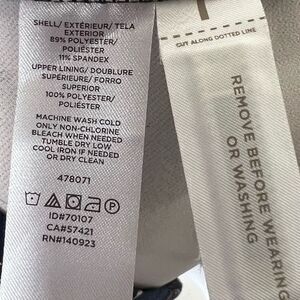 SHELL/ EXTÉRIEUR/ TELA
EXTERIOR
89% POLYESTER/
POLIÉSTER
11% SPANDEX
UPPER LINING/ DOUBLURE
SUPÉRIEURE/ FORRO
SUPERIOR
100% POLYESTER/
POLIÉSTER
MACHINE WASH COLD
ONLY NON-CHLORINE
BLEACH WHEN NEEDED
TUMBLE DRY LOW
COOL IRON IF NEEDED
OR DRY CLEAN
478071
ID#70107
CA#57421
RN#140923
CUT ALONG DOTTED LINE
REMOVE BEFORE WEARING
OR WASHING